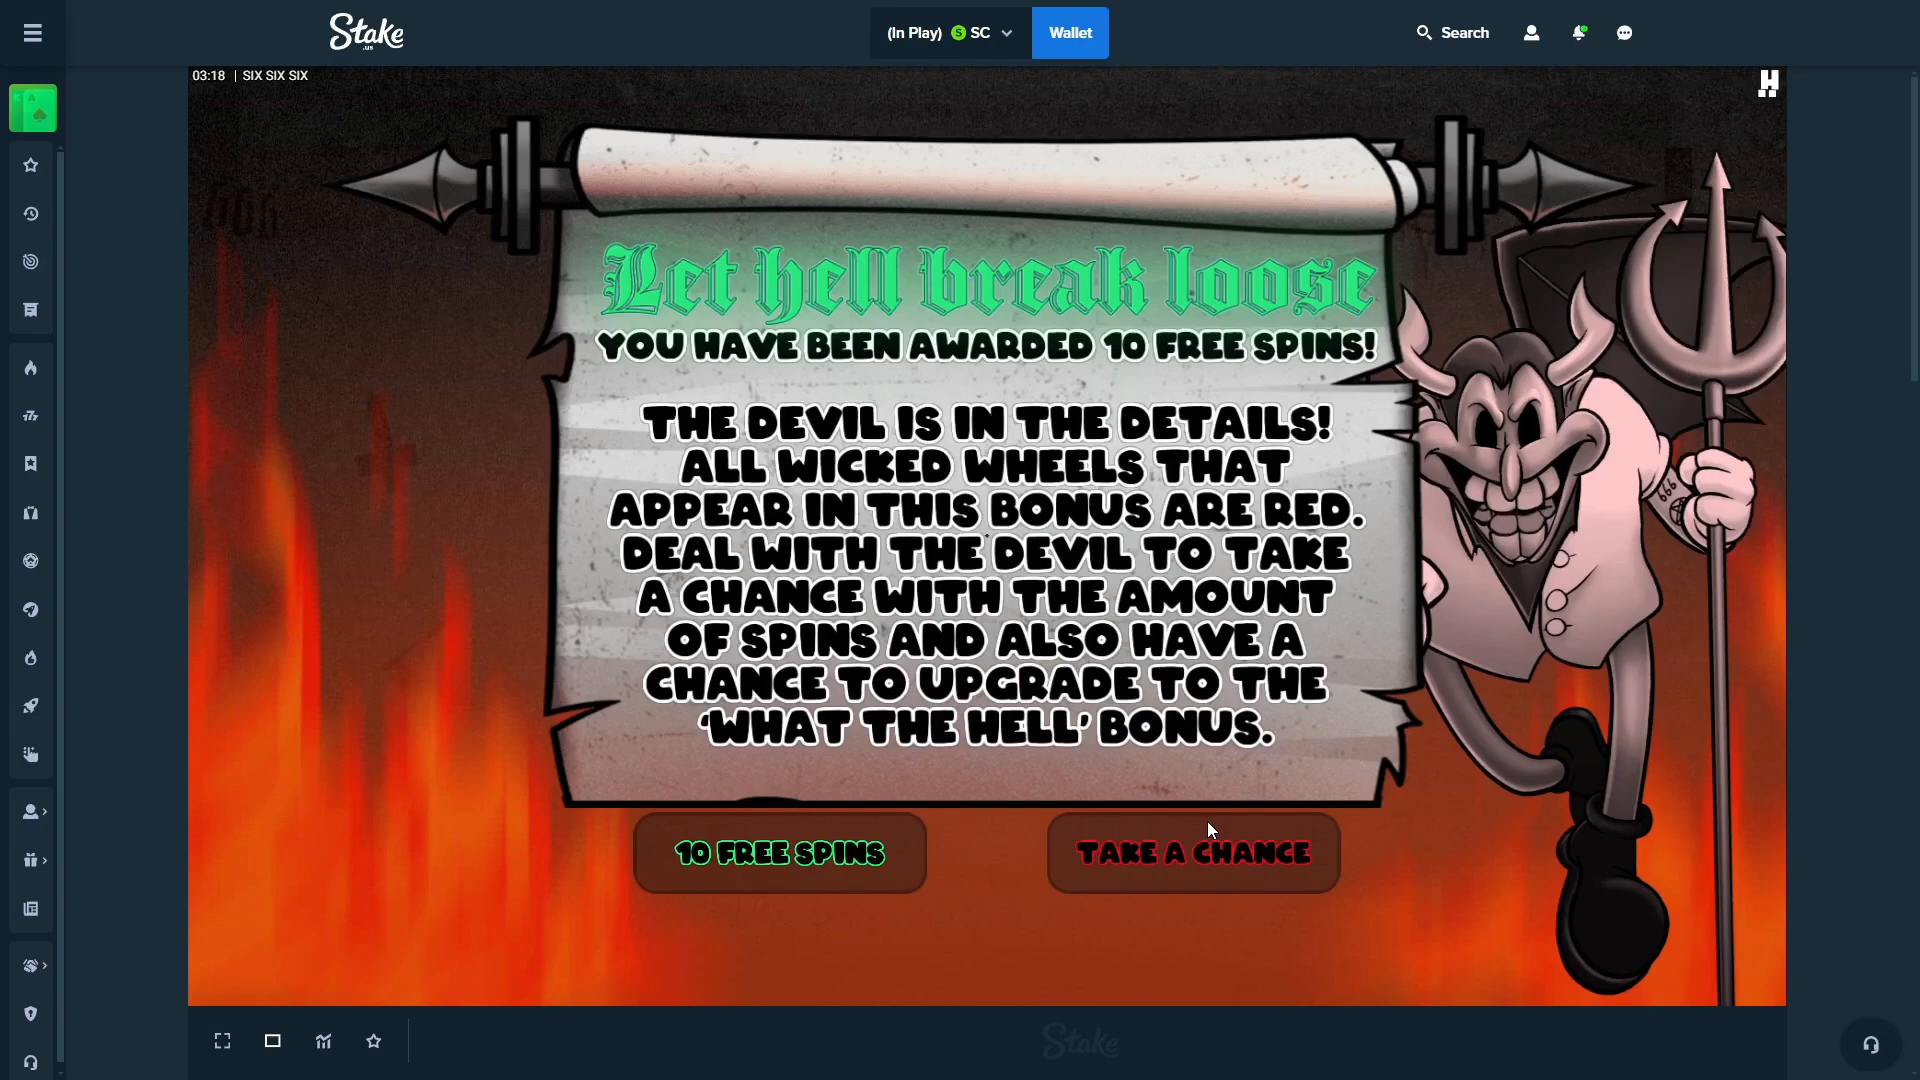 Stake
.us
(In Play) S SC
Wallet
Search
03:18 | SIX SIX SIX
666
Let hell break loose
YOU HAVE BEEN AWARDED 10 FREE SPINS!
THE DEVIL IS IN THE DETAILS!
ALL WICKED WHEELS THAT
APPEAR IN THIS BONUS ARE RED.
DEAL WITH THE DEVIL TO TAKE
A CHANCE WITH THE AMOUNT
OF SPINS AND ALSO HAVE A
CHANCE TO UPGRADE TO THE
‘WHAT THE HELL’ BONUS.
666
10 FREE SPINS
TAKE A CHANCE
Stake